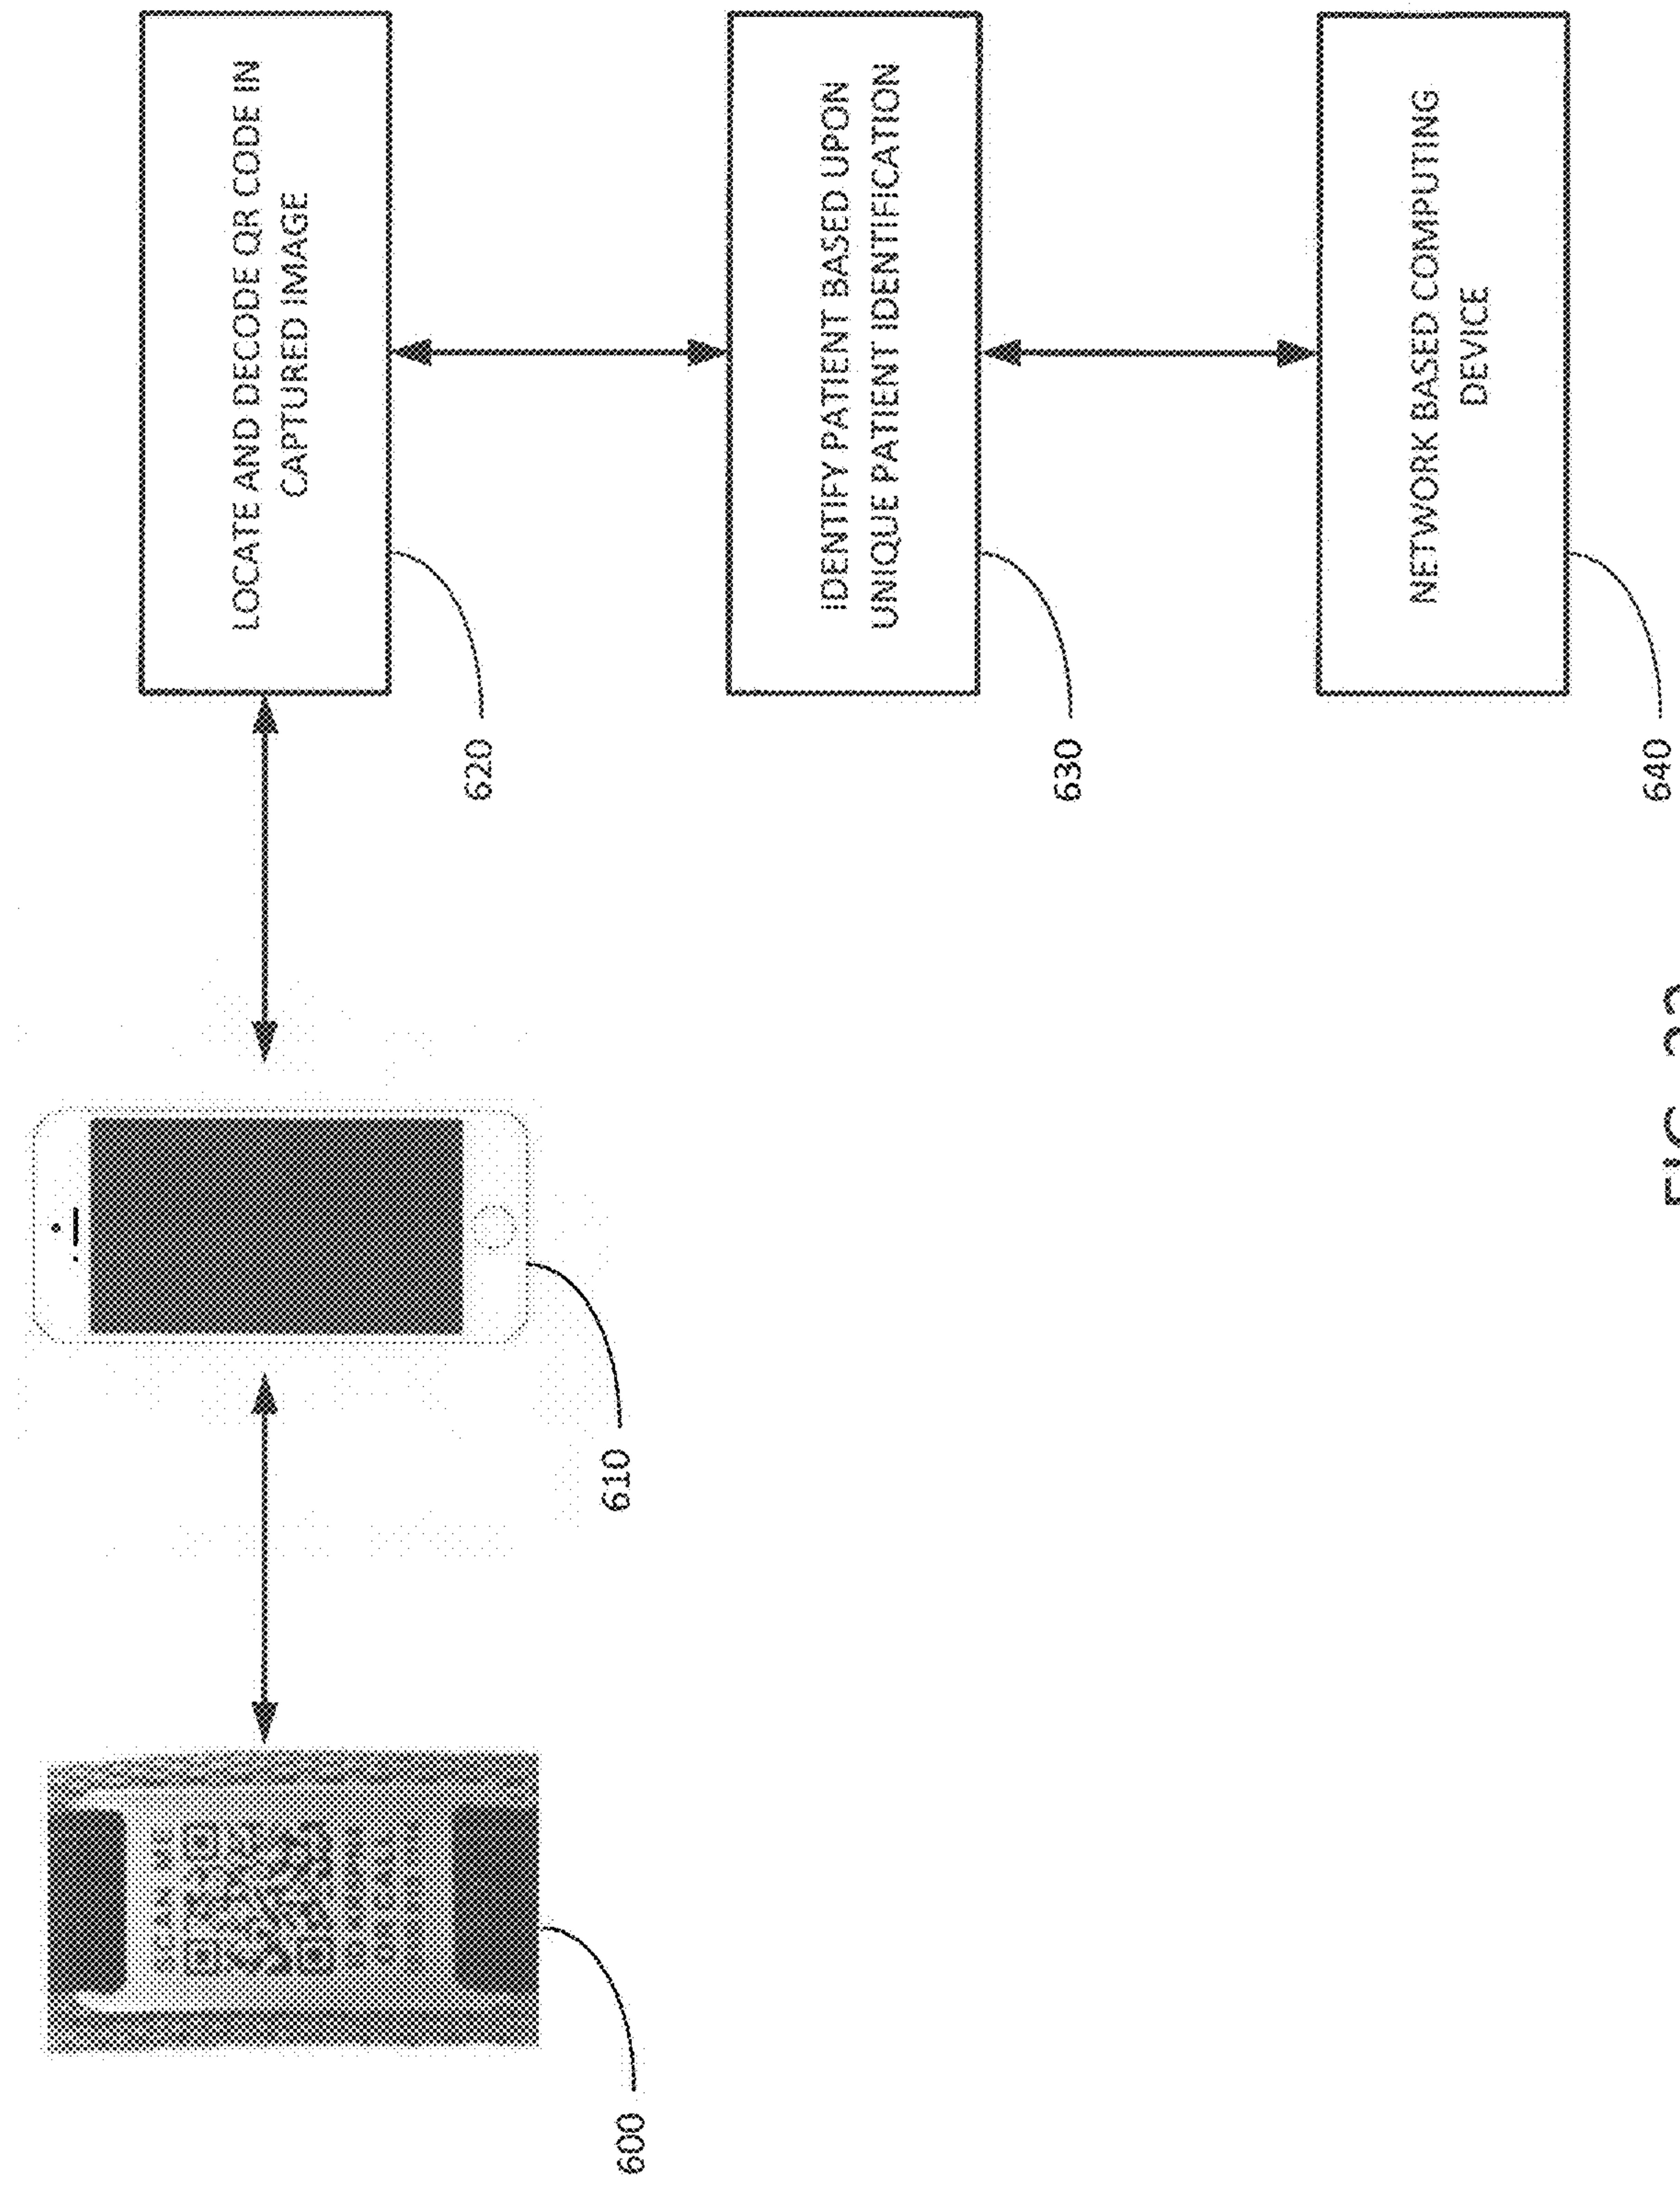 LOCATE AND DECODE QR CODE IN
CAPTURED IMAGE
620
IDENTIFY PATIENT BASED UPON
UNIQUE PATIENT IDENTIFICATION
630
NETWORK BASED COMPUTING
DEVICE
640
610
600
FIG.